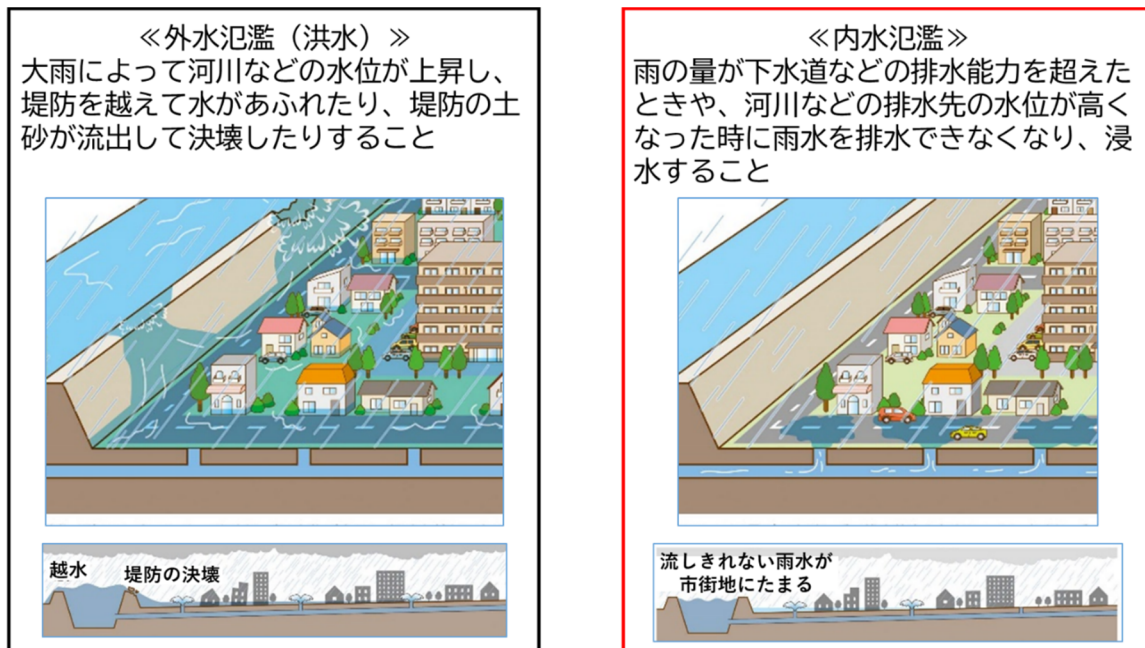 ≪外水氾濫（洪水）≫
大雨によって河川などの水位が上昇し、
堤防を越えて水があふれたり、堤防の土
砂が流出して決壊したりすること
越水
堤防の決壊
≪内水氾濫≫
雨の量が下水道などの排水能力を超えた
ときや、河川などの排水先の水位が高く
なった時に雨水を排水できなくなり、浸
水すること
流しきれない雨水が
市街地にたまる